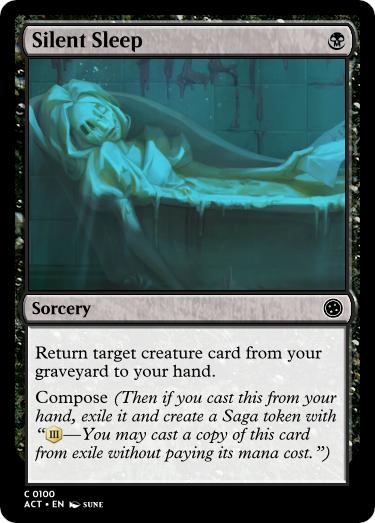 Silent Sleep
Sorcery
Return target creature card from your
graveyard to your hand.
Compose (Then if you cast this from your
hand, exile it and create a Saga token with
“III—You may cast a copy of this card
from exile without paying its mana cost.”)
C 0100
ACT • EN SUNE